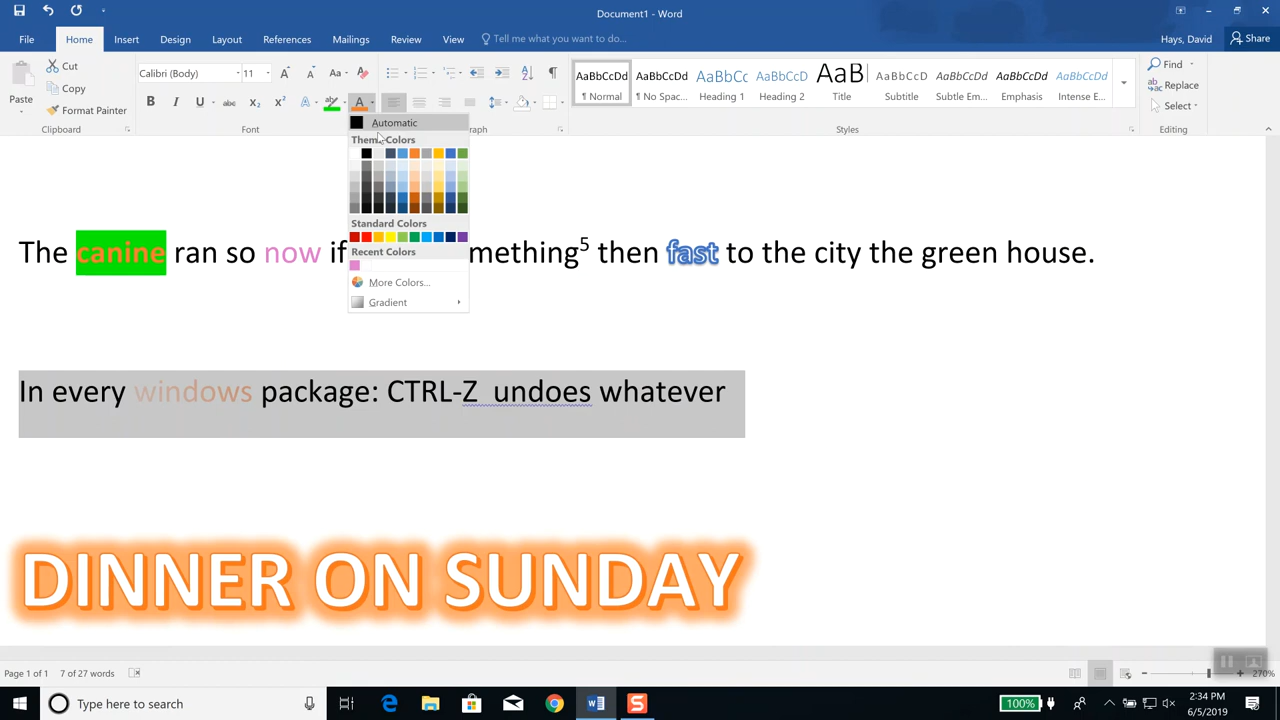 Document1 - Word
Hays, David
File Home Insert Design Layout References Mailings Review View Tell me what you want to do... Share
Paste
Cut
Copy
Format Painter
Clipboard
Calibri (Body) 11
Font
Automatic
Theme Colors
Standard Colors
Recent Colors
More Colors...
Gradient
AaBbCcDd AaBbCcDd AaBbCc AaBbCcDd AaB AaBbCcDd AaBbCcDd AaBbCcDd AaBbCcDd
¶ Normal ¶ No Spac... Heading 1 Heading 2 Title Subtitle Subtle Em... Emphasis Intense E...
Styles
Find
Replace
Select
Editing
The canine ran so now if mething5 then fast to the city the green house.
In every windows package: CTRL-Z undoes whatever
DINNER ON SUNDAY
Page 1 of 1 7 of 27 words
270%
Type here to search
100%
2:34 PM
6/5/2019